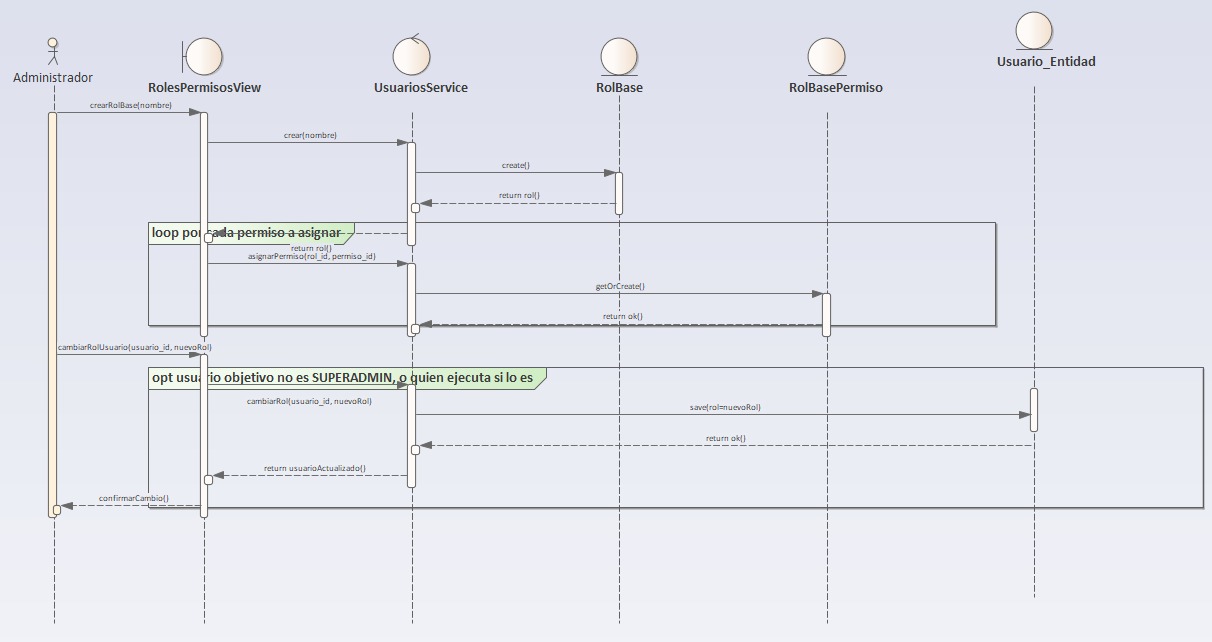 Administrador
RolesPermisosView
UsuariosService
RolBase
RolBasePermiso
Usuario_Entidad
crearRolBase(nombre)
crear(nombre)
create()
return rol()
loop por cada permiso a asignar
return rol()
asignarPermiso(rol_id, permiso_id)
getOrCreate()
return ok()
cambiarRolUsuario(usuario_id, nuevoRol)
opt usuario objetivo no es SUPERADMIN, o quien ejecuta si lo es
cambiarRol(usuario_id, nuevoRol)
save(rol=nuevoRol)
return ok()
return usuarioActualizado()
confirmarCambio()